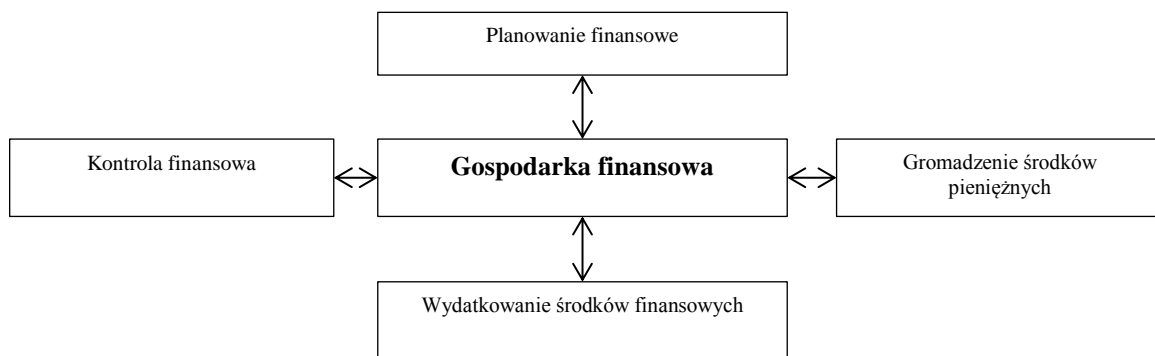 Planowanie finansowe
Kontrola finansowa
Gospodarka finansowa
Gromadzenie środków
pieniężnych
Wydatkowanie środków finansowych